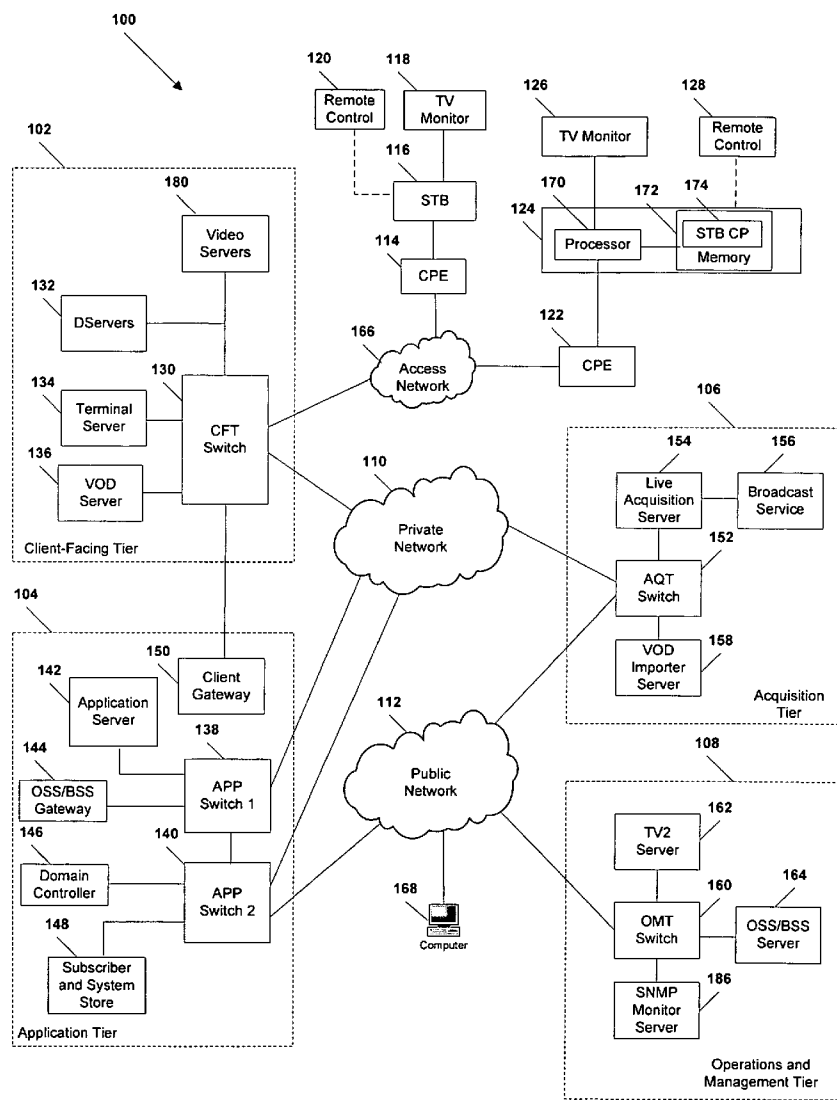 100
120
118
Remote
Control
TV
Monitor
126
128
TV Monitor
Remote
Control
102
116
STB
180
Video
Servers
170
172
174
124
Processor
STB CP
Memory
114
CPE
132
DServers
122
CPE
166
Access
Network
134
130
Terminal
Server
CFT
Switch
106
136
VOD
Server
110
Private
Network
154
156
Live
Acquisition
Server
Broadcast
Service
Client-Facing Tier
152
AQT
Switch
104
150
Client
Gateway
158
VOD
Importer
Server
142
Application
Server
Acquisition
Tier
112
Public
Network
138
144
APP
Switch 1
OSS/BSS
Gateway
108
162
TV2
Server
146
140
Domain
Controller
APP
Switch 2
168
Computer
160
164
OMT
Switch
OSS/BSS
Server
148
Subscriber
and System
Store
186
SNMP
Monitor
Server
Application Tier
Operations and
Management Tier